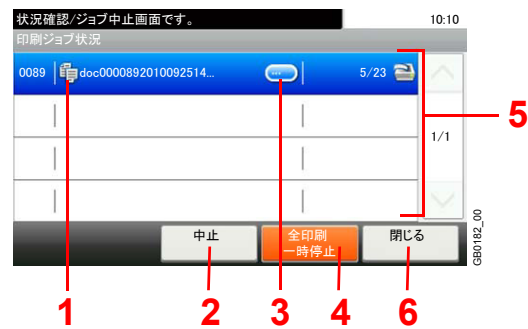 状況確認/ジョブ中止画面です。
10:10
印刷ジョブ状況
0089 doc0000892010092514... ... 5/23
1/1
中止
全印刷
一時停止
閉じる
GB0182_00
5
1
2
3
4
6